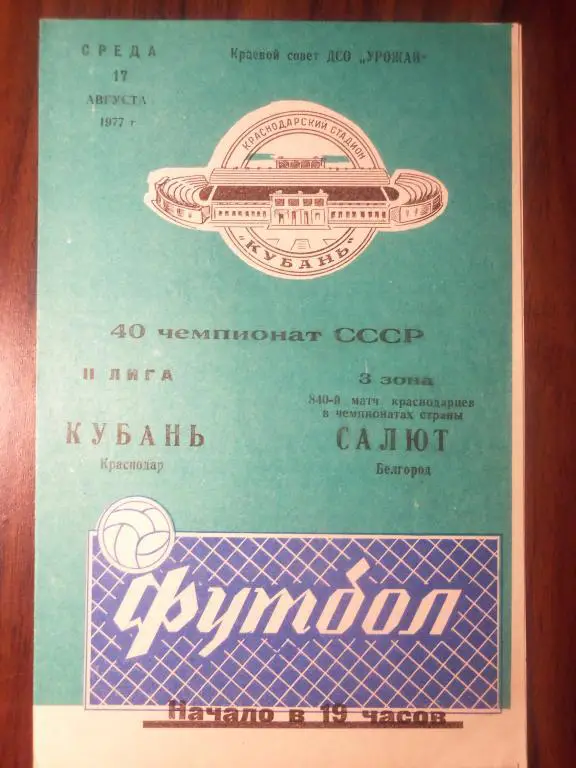 СРЕДА
17
АВГУСТА
1977 г
Краевой совет ДСО „УРОЖАЙ"
КРАСНОДАРСКИЙ СТАДИОН
"КУБАНЬ"
40 чемпионат СССР
II ЛИГА
3 зона
840-й матч краснодарцев
в чемпионатах страны
КУБАНЬ
Краснодар
САЛЮТ
Белгород
Футбол
Начало в 19 часов